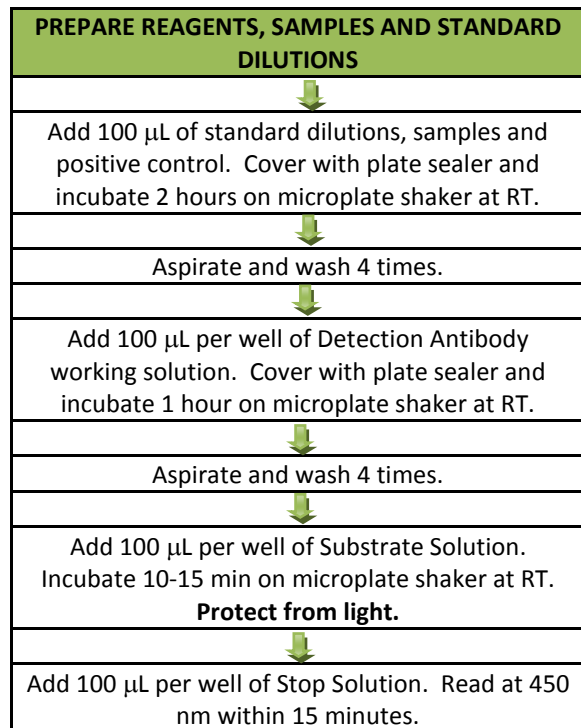 PREPARE REAGENTS, SAMPLES AND STANDARD
DILUTIONS
Add 100 μL of standard dilutions, samples and
positive control.  Cover with plate sealer and
incubate 2 hours on microplate shaker at RT.
Aspirate and wash 4 times.
Add 100 μL per well of Detection Antibody
working solution.  Cover with plate sealer and
incubate 1 hour on microplate shaker at RT.
Aspirate and wash 4 times.
Add 100 μL per well of Substrate Solution.
Incubate 10-15 min on microplate shaker at RT.
Protect from light.
Add 100 μL per well of Stop Solution.  Read at 450
nm within 15 minutes.